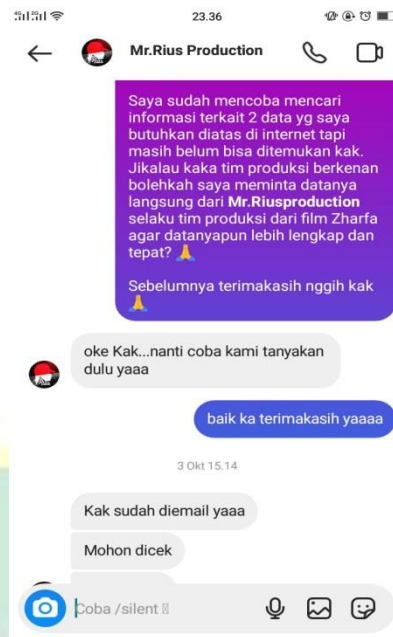 23.36
Mr.Rius Production
Saya sudah mencoba mencari
informasi terkait 2 data yg saya
butuhkan diatas di internet tapi
masih belum bisa ditemukan kak.
Jikalau kaka tim produksi berkenan
bolehkah saya meminta datanya
langsung dari Mr.Riusproduction
selaku tim produksi dari film Zharfa
agar datanyapun lebih lengkap dan
tepat? 🙏
Sebelumnya terimakasih nggih kak
🙏
oke Kak...nanti coba kami tanyakan
dulu yaaa
baik ka terimakasih yaaaa
3 Okt 15.14
Kak sudah diemail yaaa
Mohon dicek
Coba /silent